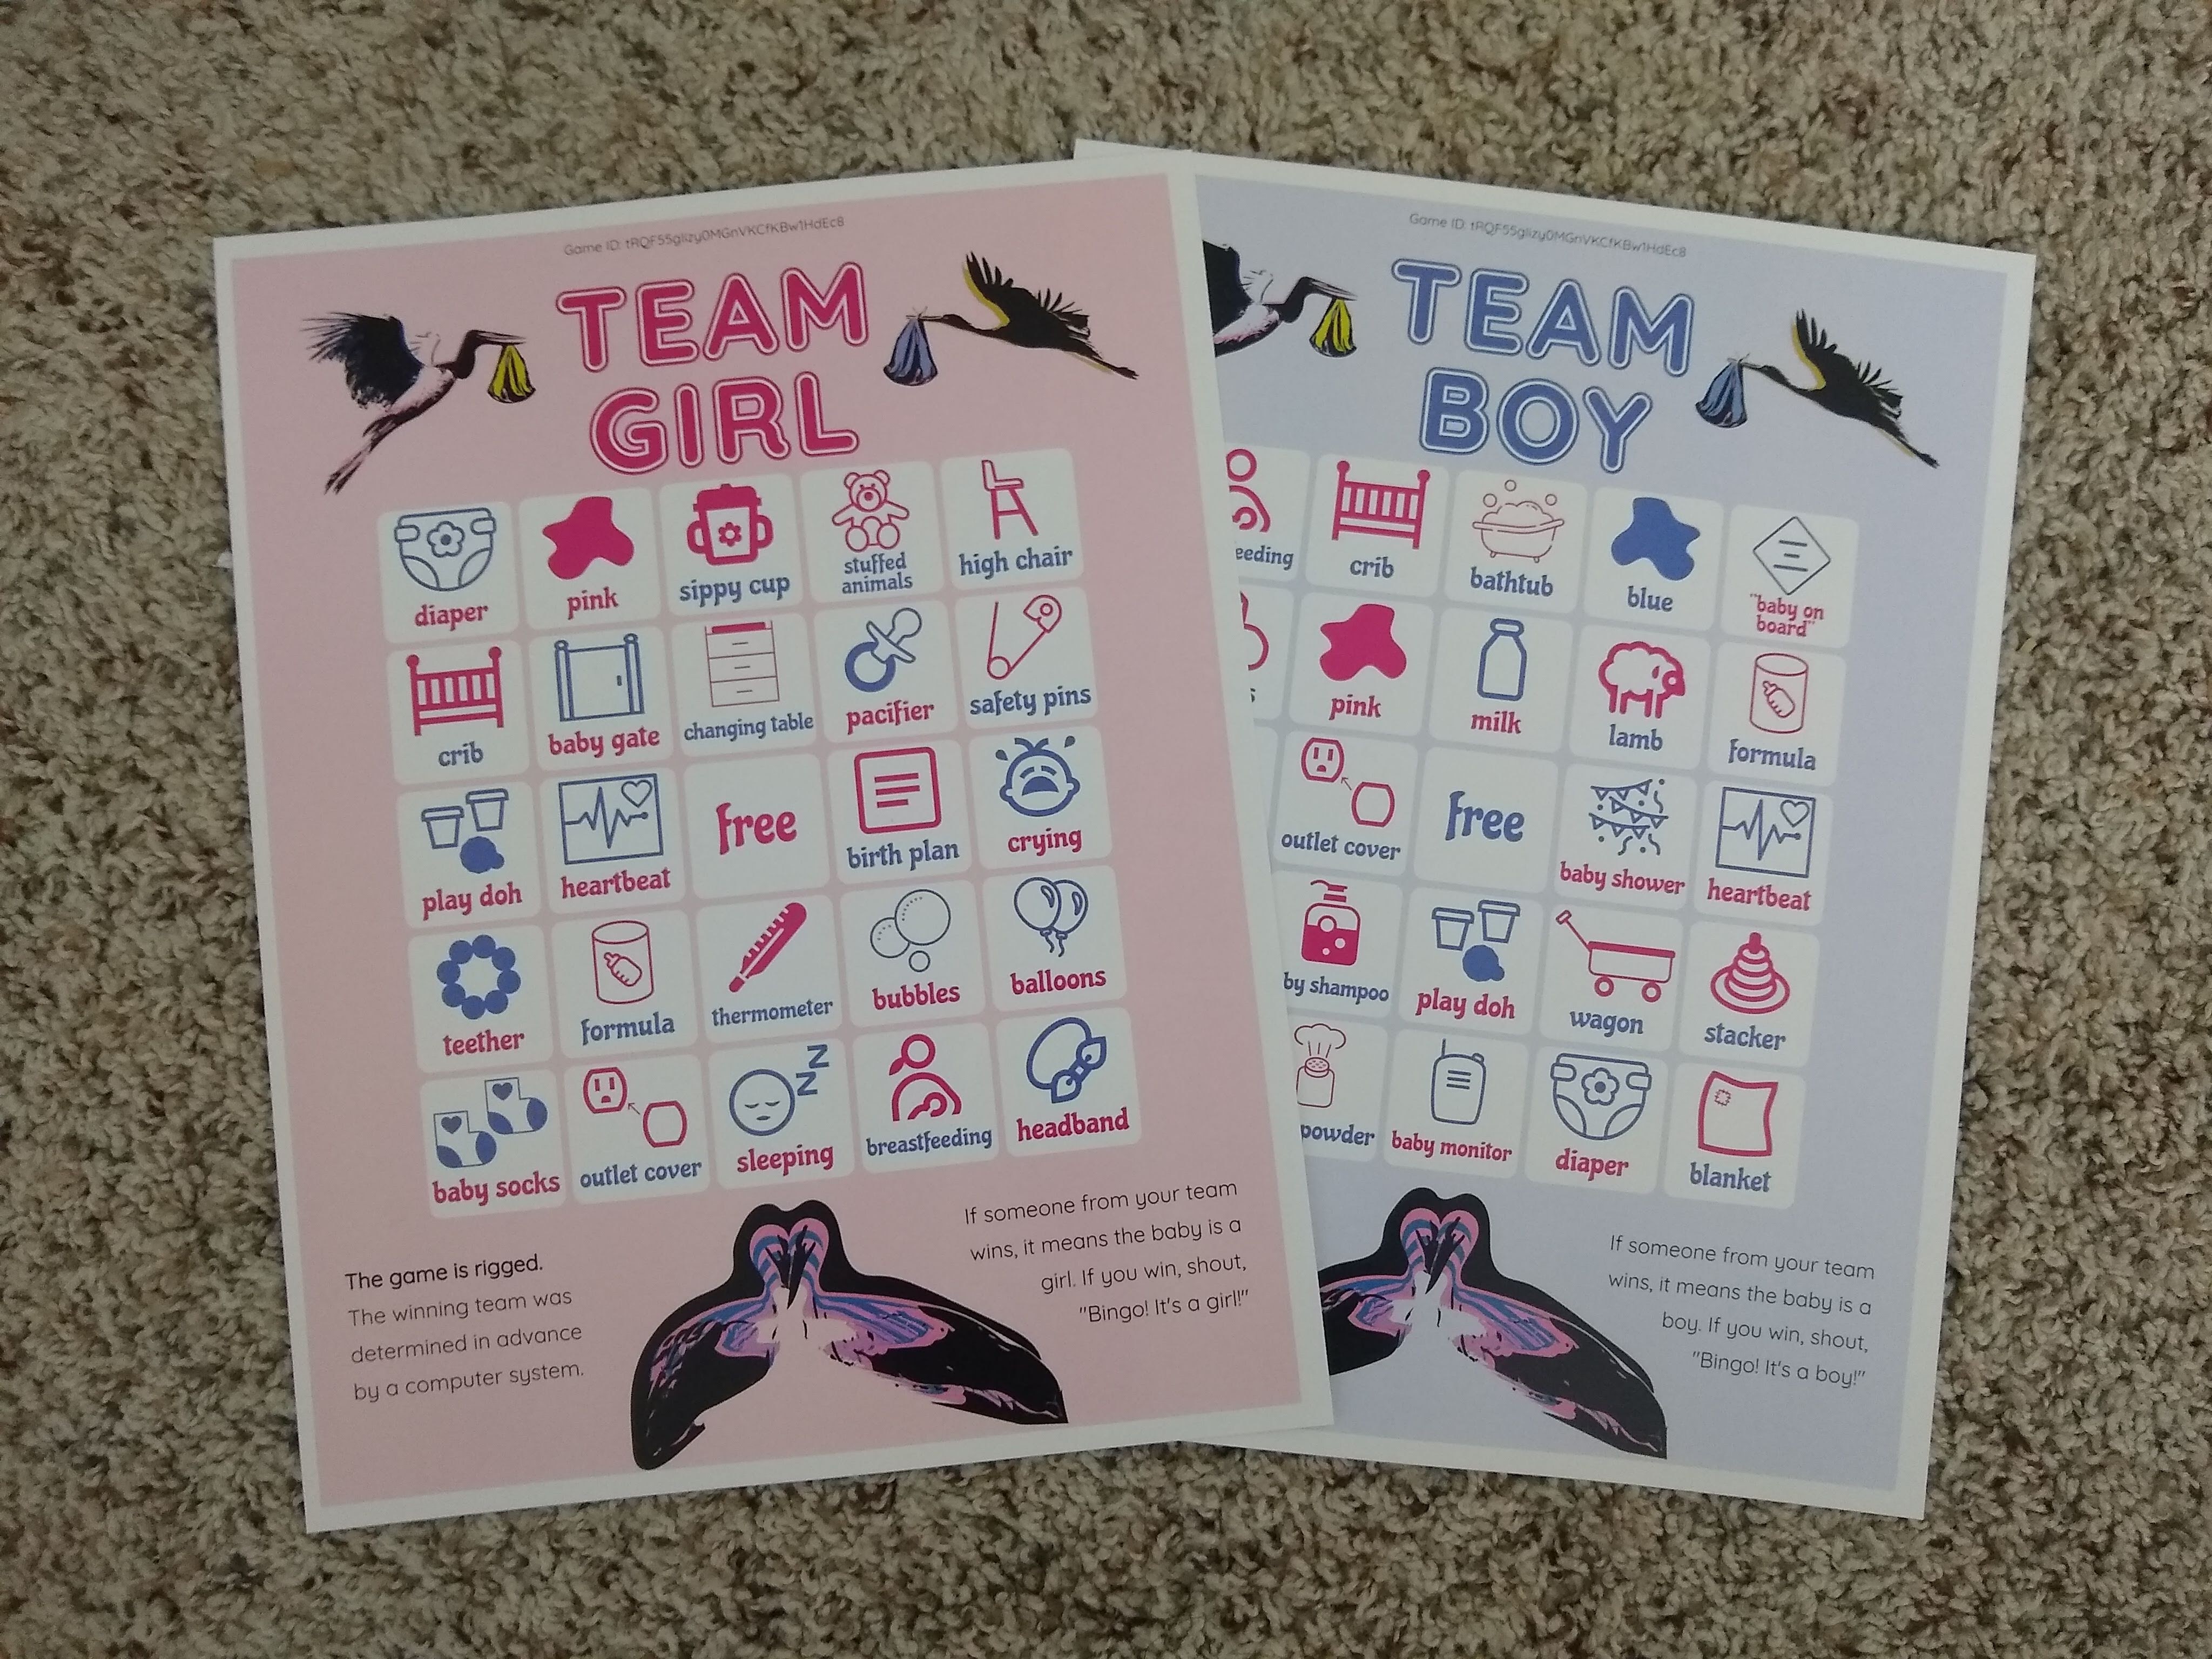 Game ID: tRQF55glizy0MGnVKCfKBw1HdEc8
TEAM
GIRL
diaper pink sippy cup stuffed animals high chair
crib baby gate changing table pacifier safety pins
play doh heartbeat free birth plan crying
teether formula thermometer bubbles balloons
baby socks outlet cover sleeping breastfeeding headband
The game is rigged.
The winning team was
determined in advance
by a computer system.
If someone from your team
wins, it means the baby is a
girl. If you win, shout,
"Bingo! It's a girl!"
Game ID: tRQF55glizy0MGnVKCfKBw1HdEc8
TEAM
BOY
eeding crib bathtub blue "baby on board"
s pink milk lamb formula
outlet cover free baby shower heartbeat
by shampoo play doh wagon stacker
powder baby monitor diaper blanket
If someone from your team
wins, it means the baby is a
boy. If you win, shout,
"Bingo! It's a boy!"